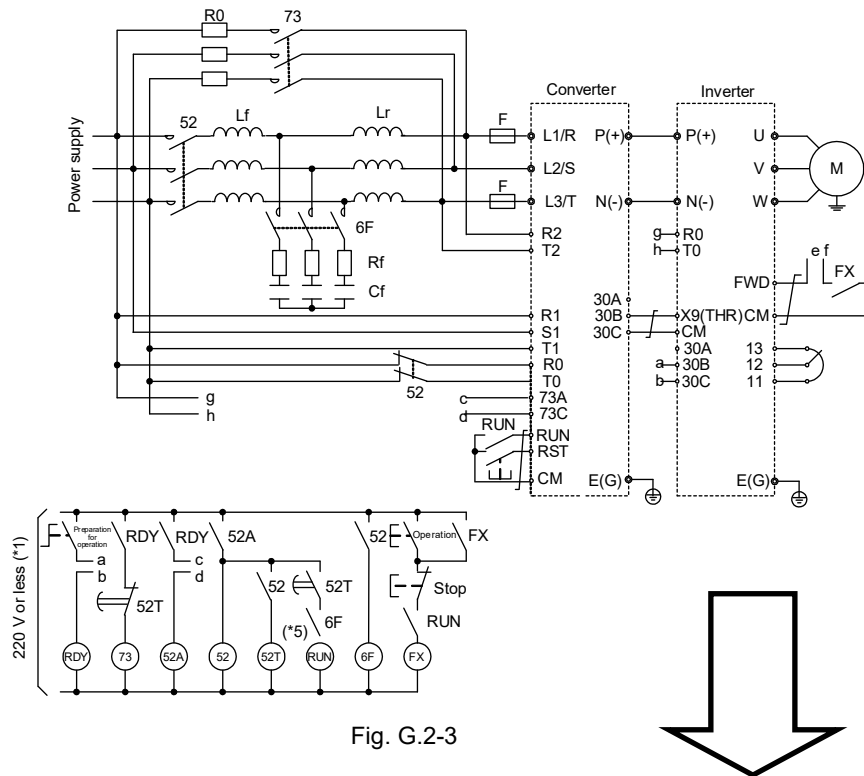 R0
73
Converter
Inverter
52
Lf
Lr
F
L1/R
P(+)
P(+)
U
Power supply
L2/S
V
M
F
L3/T
N(-)
N(-)
W
6F
R2
g
R0
T2
h
T0
e f
Rf
FWD
FX
Cf
30A
R1
30B
X9(THR)
CM
S1
30C
CM
T1
30A
13
R0
a
30B
12
g
T0
b
30C
11
h
52
c
73A
d
73C
RUN
RUN
RST
CM
E(G)
E(G)
220 V or less (*1)
Preparation for operation
RDY
RDY
52A
52
Operation
FX
a
c
b
d
52
52T
Stop
52T
6F
RUN
(*5)
RDY
73
52A
52
52T
RUN
6F
FX
Fig. G.2-3